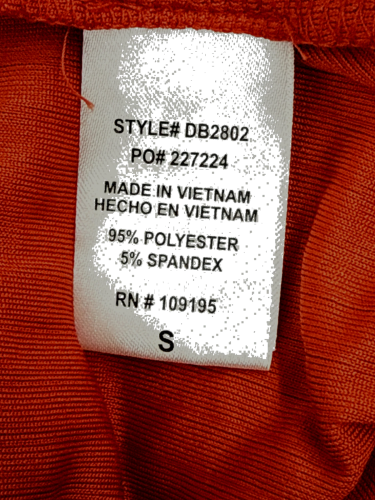 STYLE# DB2802
PO# 227224
MADE IN VIETNAM
HECHO EN VIETNAM
95% POLYESTER
5% SPANDEX
RN # 109195
S